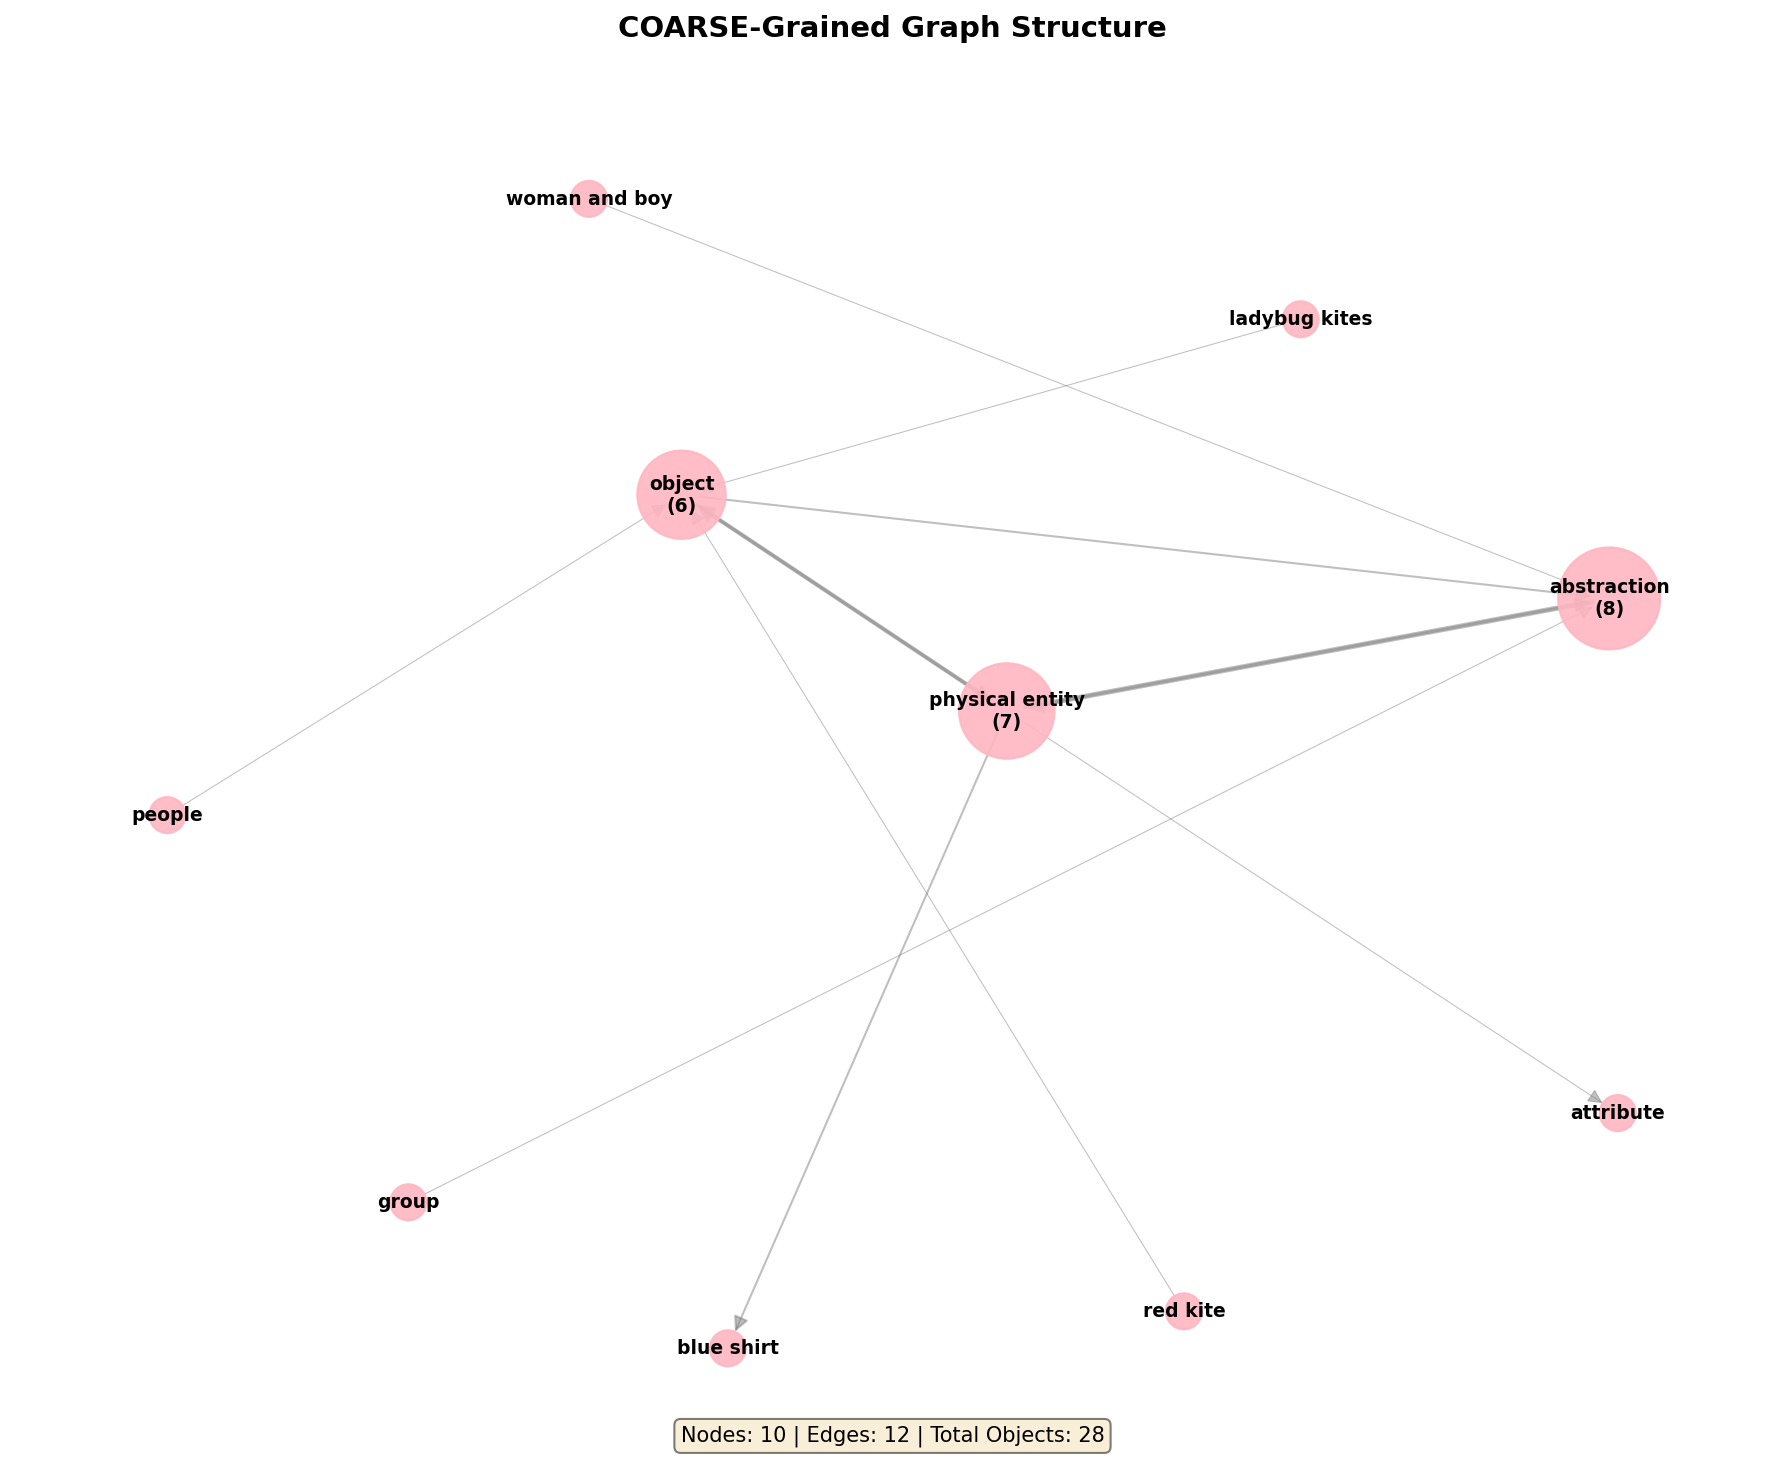 COARSE-Grained Graph Structure
woman and boy
ladybug kites
object
(6)
abstraction
(8)
physical entity
(7)
people
attribute
group
red kite
blue shirt
Nodes: 10 | Edges: 12 | Total Objects: 28